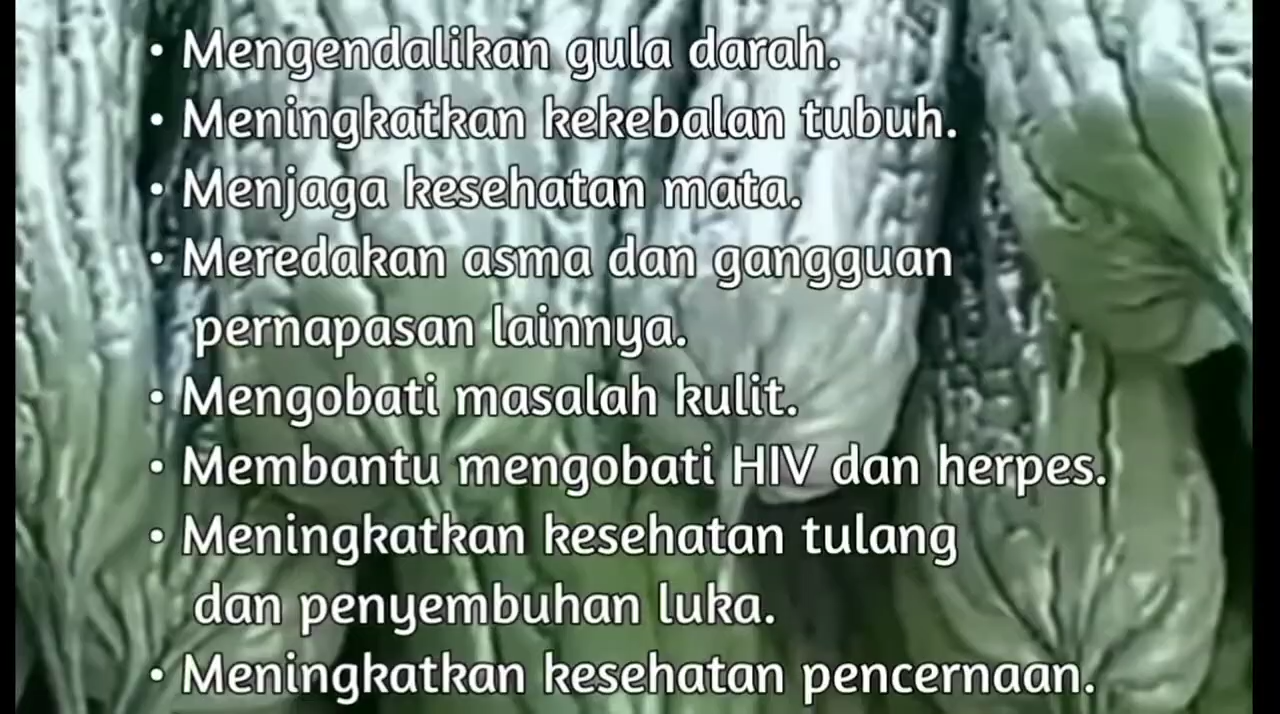 • Mengendalikan gula darah.
• Meningkatkan kekebalan tubuh.
• Menjaga kesehatan mata.
• Meredakan asma dan gangguan
pernapasan lainnya.
• Mengobati masalah kulit.
• Membantu mengobati HIV dan herpes.
• Meningkatkan kesehatan tulang
dan penyembuhan luka.
• Meningkatkan kesehatan pencernaan.